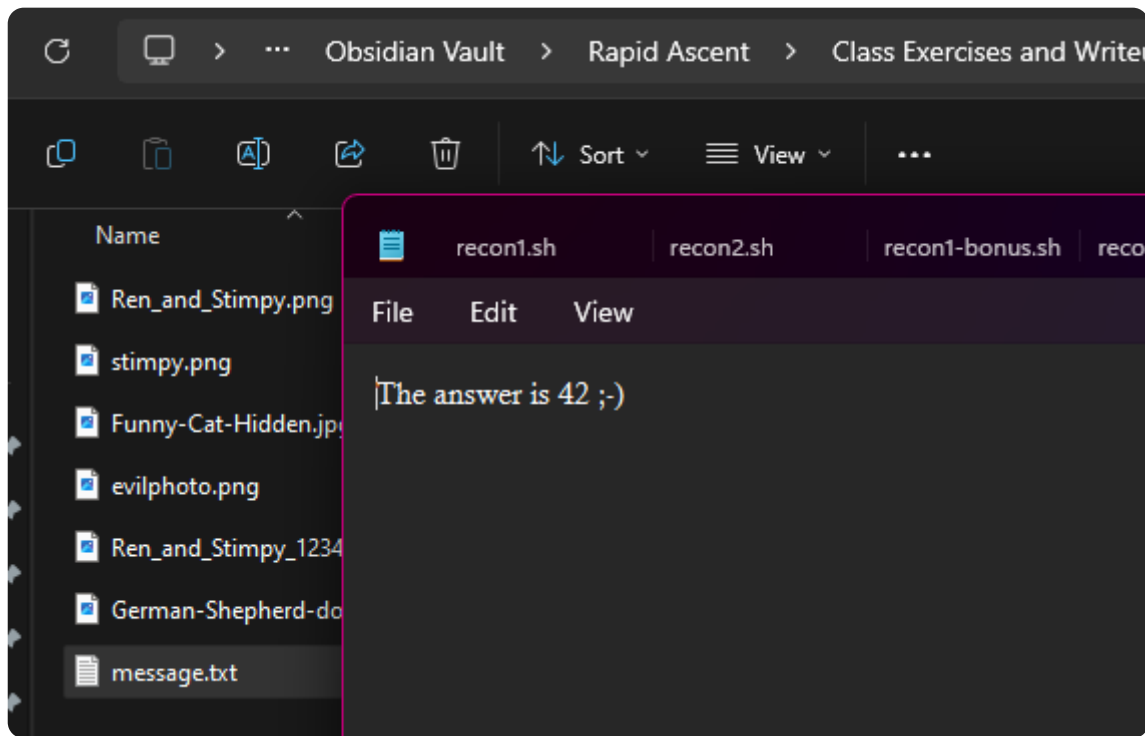 Obsidian Vault > Rapid Ascent > Class Exercises and
Sort View
Name
recon1.sh recon2.sh recon1-bonus.sh
Ren_and_Stimpy.png
File Edit View
stimpy.png
The answer is 42 ;-)
Funny-Cat-Hidden.jp
evilphoto.png
Ren_and_Stimpy_1234
German-Shepherd-do
message.txt